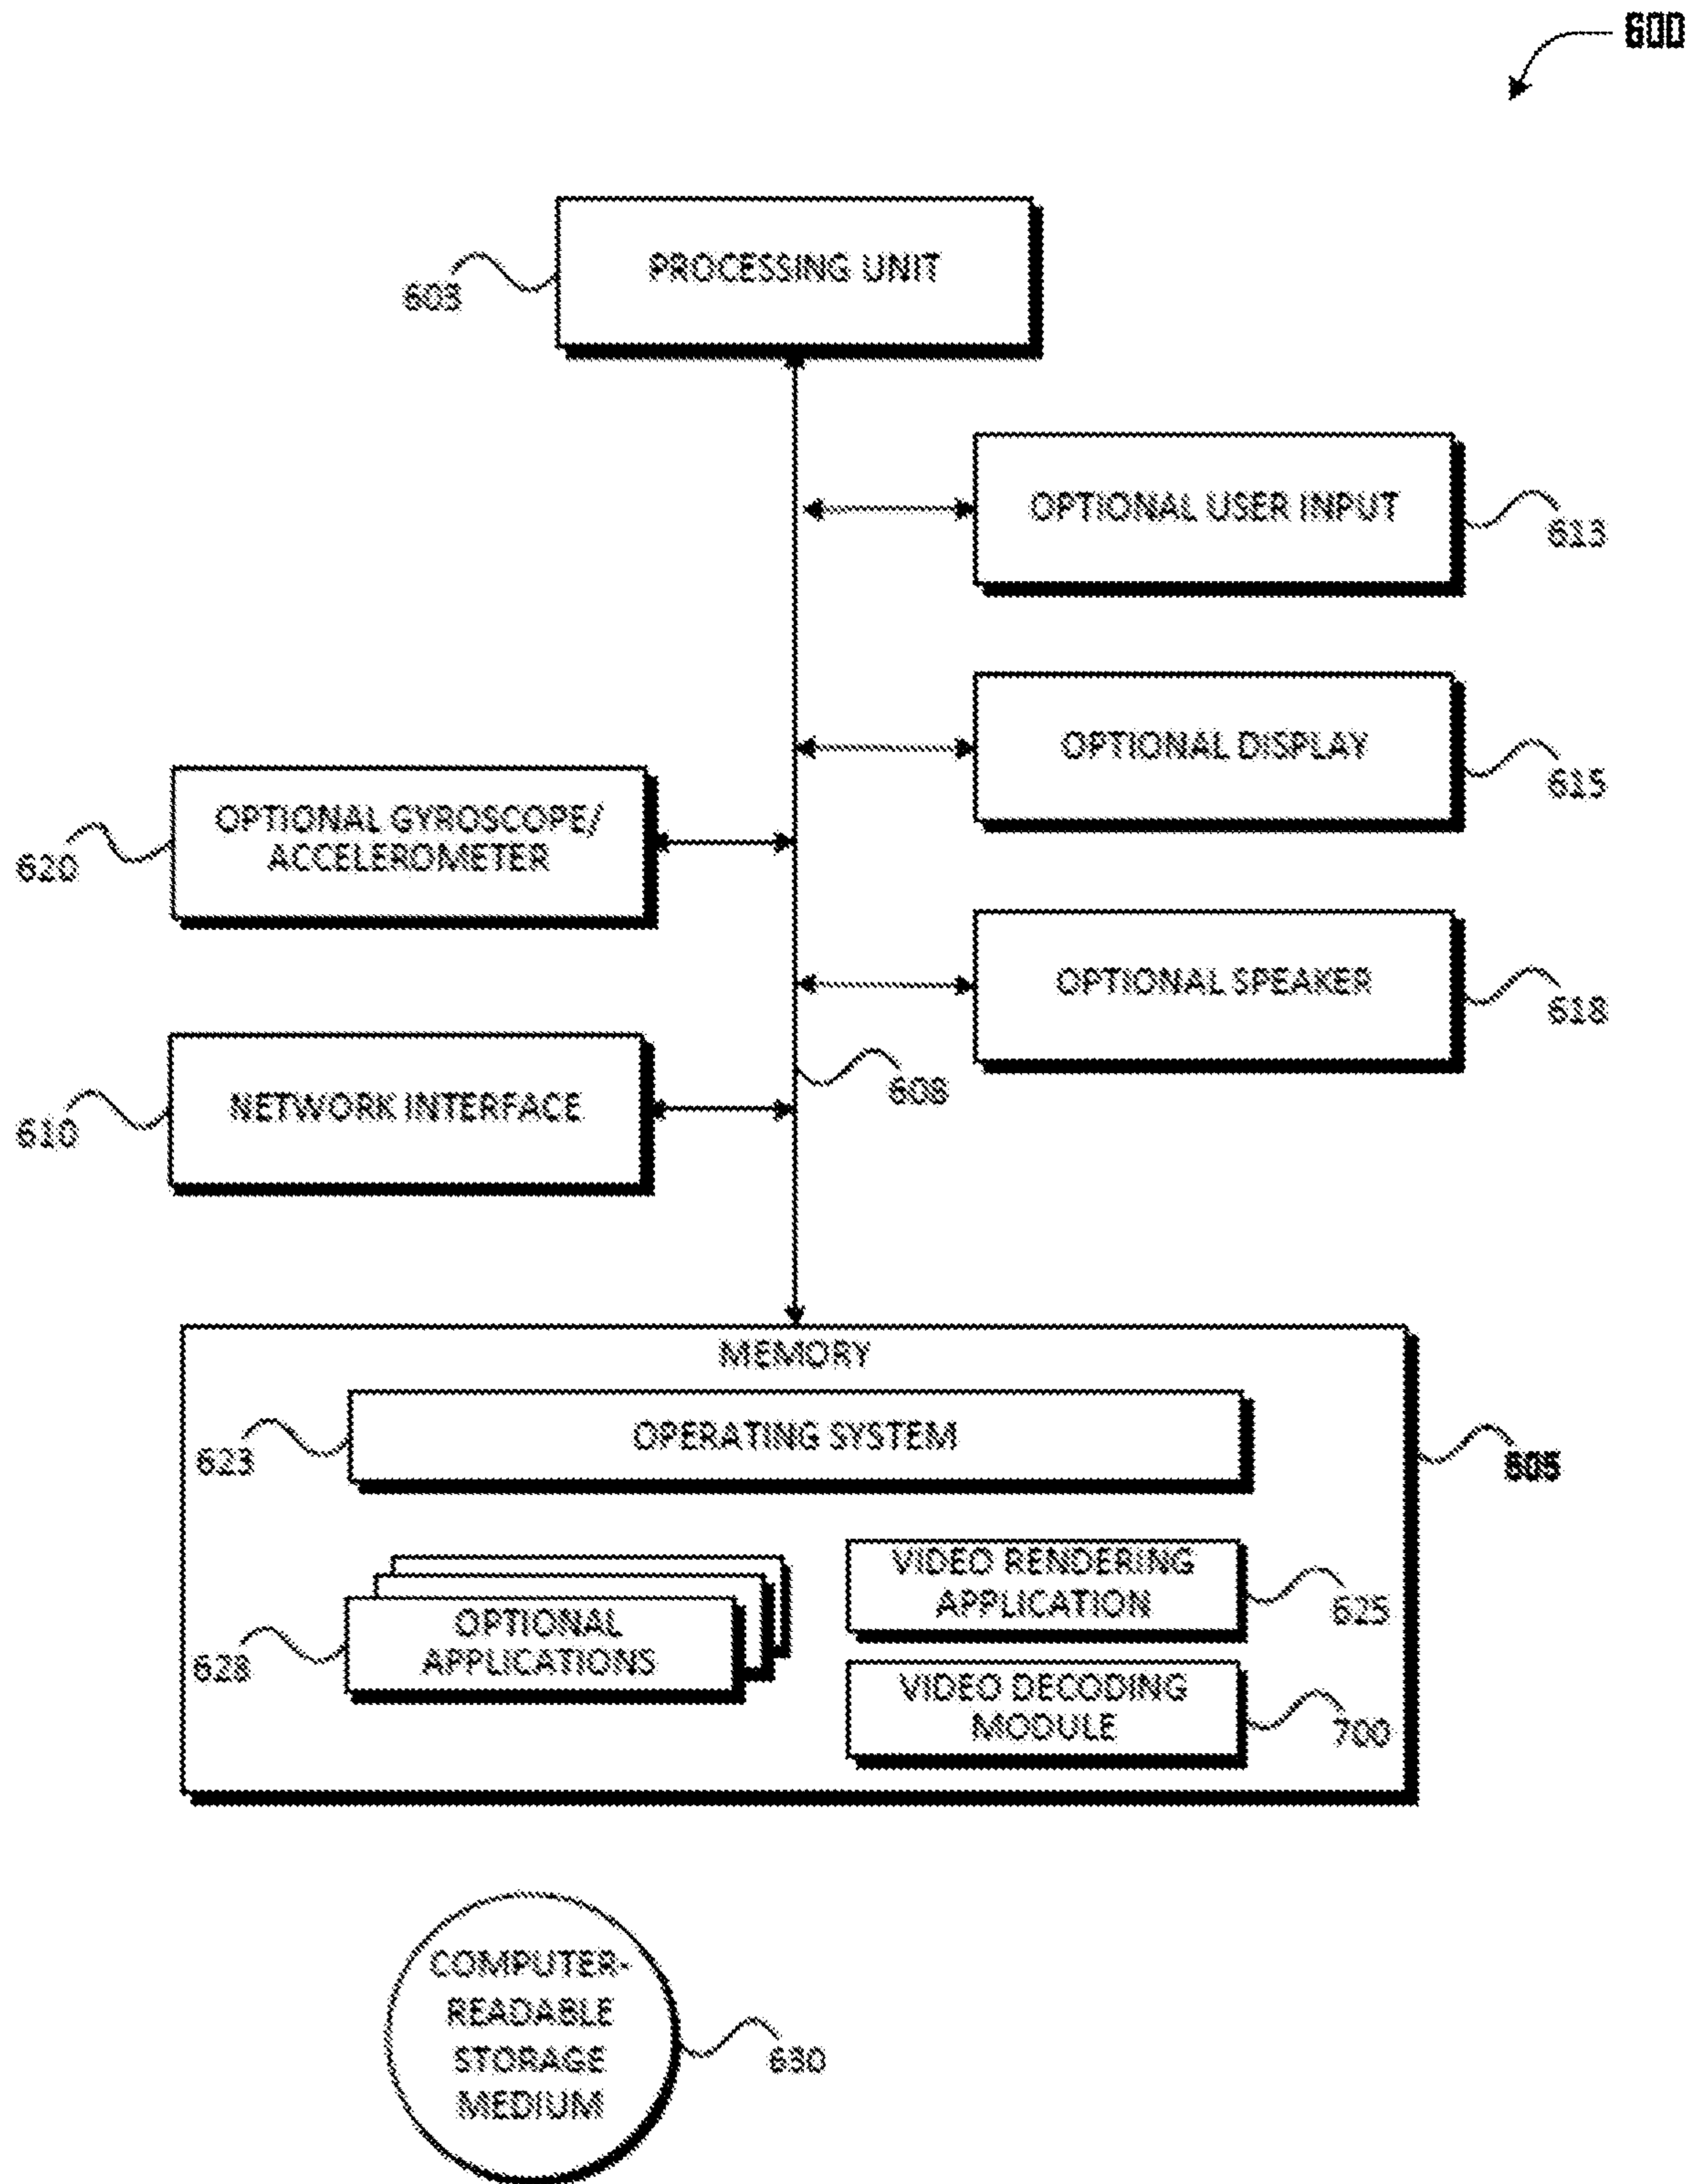 600
PROCESSING UNIT
603
OPTIONAL USER INPUT
613
OPTIONAL DISPLAY
615
OPTIONAL GYROSCOPE/
ACCELEROMETER
620
OPTIONAL SPEAKER
618
608
NETWORK INTERFACE
610
MEMORY
OPERATING SYSTEM
623
605
VIDEO RENDERING
APPLICATION
625
OPTIONAL
APPLICATIONS
628
VIDEO DECODING
MODULE
700
COMPUTER-
READABLE
STORAGE
MEDIUM
630